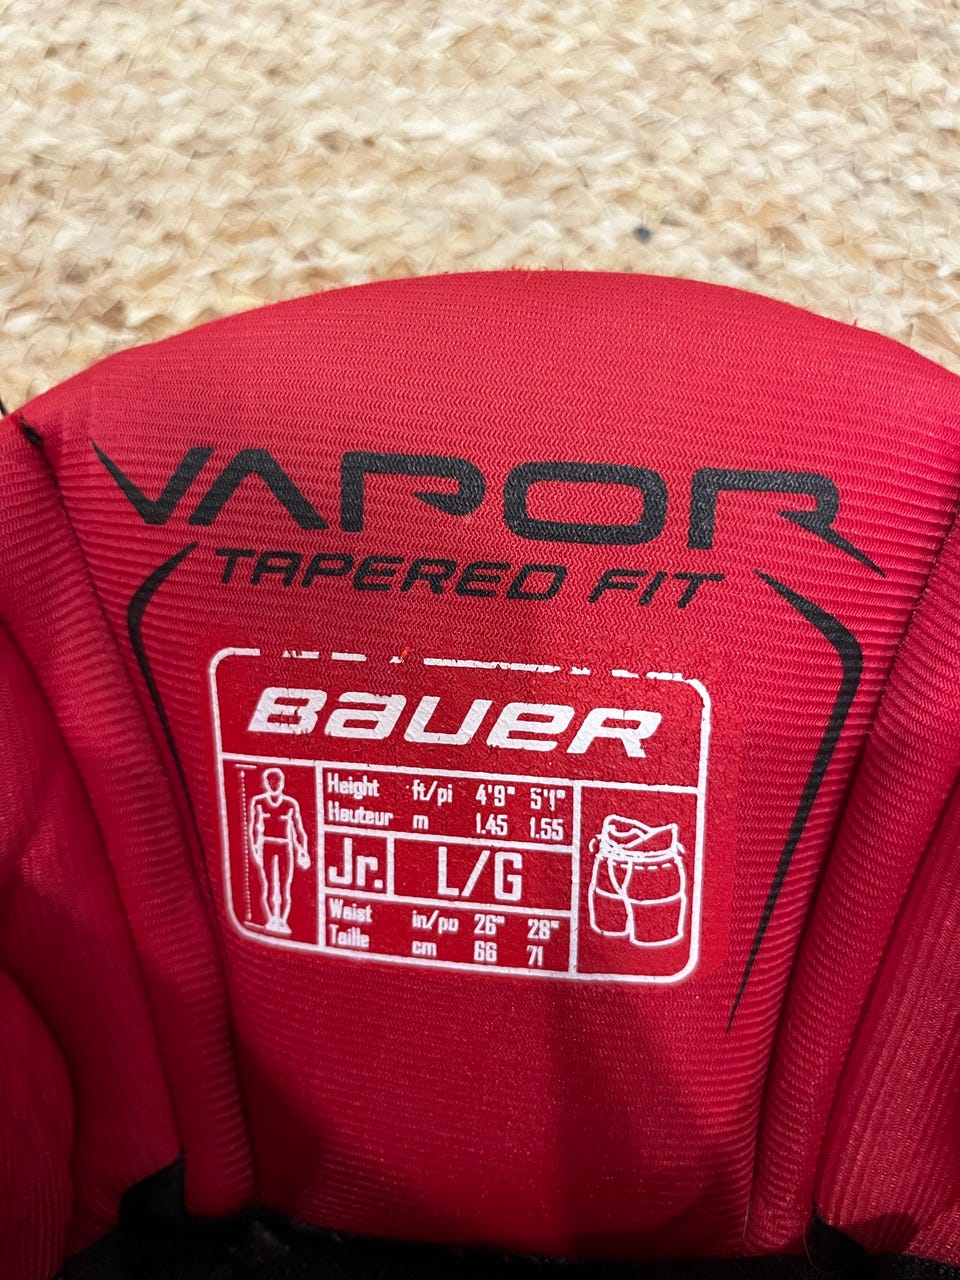 VAPOR
TAPERED FIT
BAUER
Height ft/pi 4'9" 5'1"
Hauteur m 1.45 1.55
Jr. L/G
Waist in/po 26" 28"
Taille cm 66 71